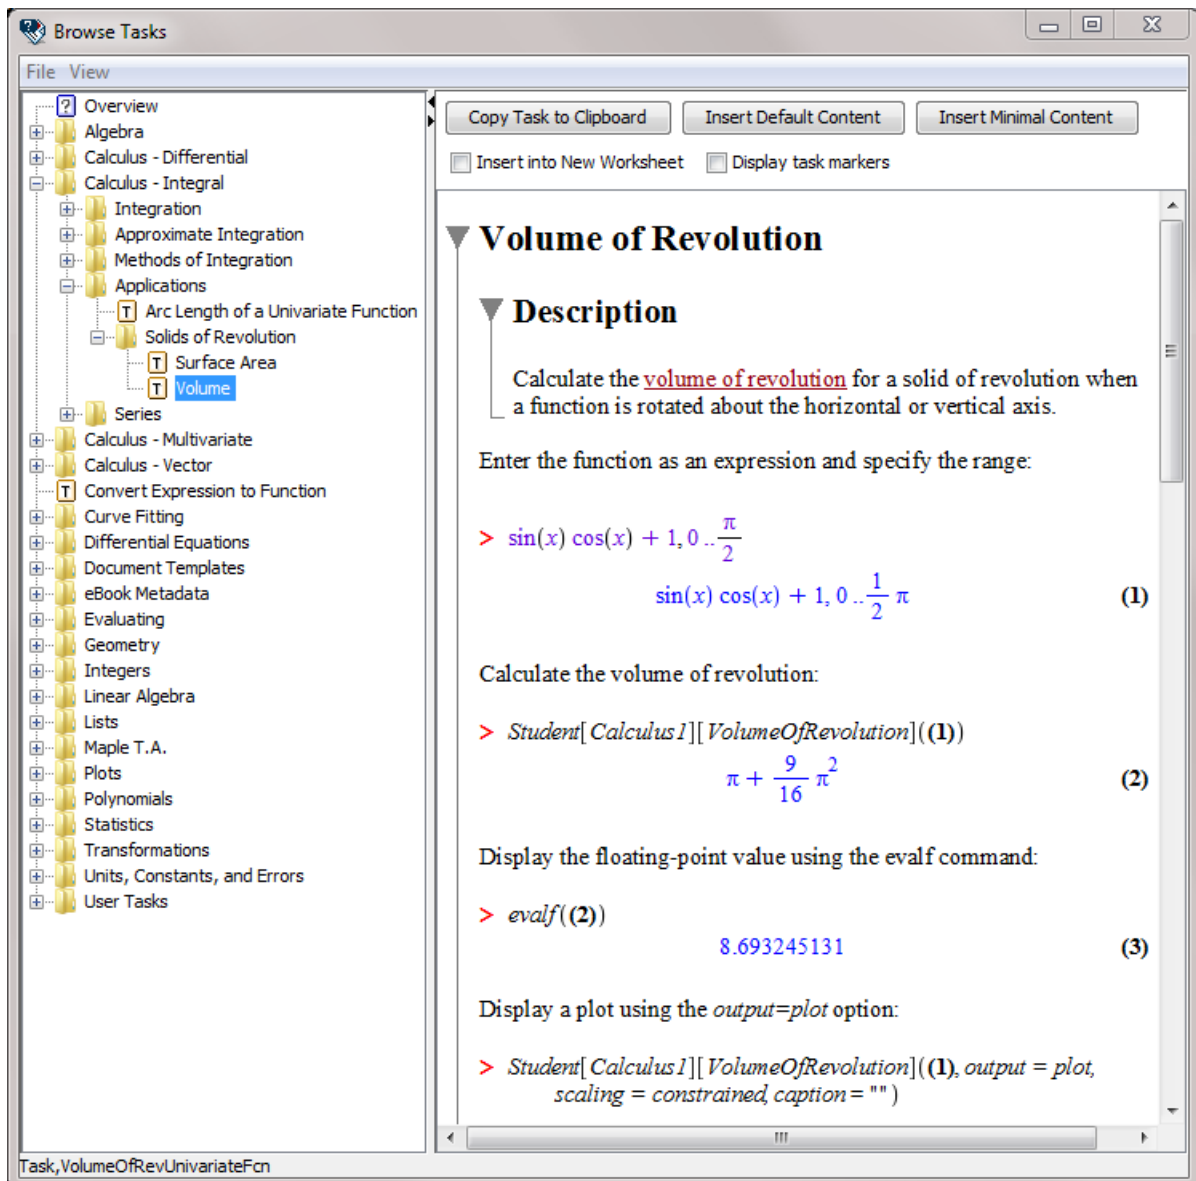 Browse Tasks
File View
Overview
Algebra
Calculus - Differential
Calculus - Integral
Integration
Approximate Integration
Methods of Integration
Applications
T Arc Length of a Univariate Function
Solids of Revolution
T Surface Area
T Volume
Series
Calculus - Multivariate
Calculus - Vector
T Convert Expression to Function
Curve Fitting
Differential Equations
Document Templates
eBook Metadata
Evaluating
Geometry
Integers
Linear Algebra
Lists
Maple T.A.
Plots
Polynomials
Statistics
Transformations
Units, Constants, and Errors
User Tasks
Copy Task to Clipboard Insert Default Content Insert Minimal Content
Insert into New Worksheet Display task markers
Volume of Revolution
Description
Calculate the volume of revolution for a solid of revolution when
a function is rotated about the horizontal or vertical axis.
Enter the function as an expression and specify the range:
> sin(x) cos(x) + 1, 0 .. π/2
sin(x) cos(x) + 1, 0 .. 1/2 π (1)
Calculate the volume of revolution:
> Student[Calculus1][VolumeOfRevolution]((1))
π + 9/16 π² (2)
Display the floating-point value using the evalf command:
> evalf((2))
8.693245131 (3)
Display a plot using the output=plot option:
> Student[Calculus1][VolumeOfRevolution]((1), output = plot,
scaling = constrained, caption = "")
Task,VolumeOfRevUnivariateFcn